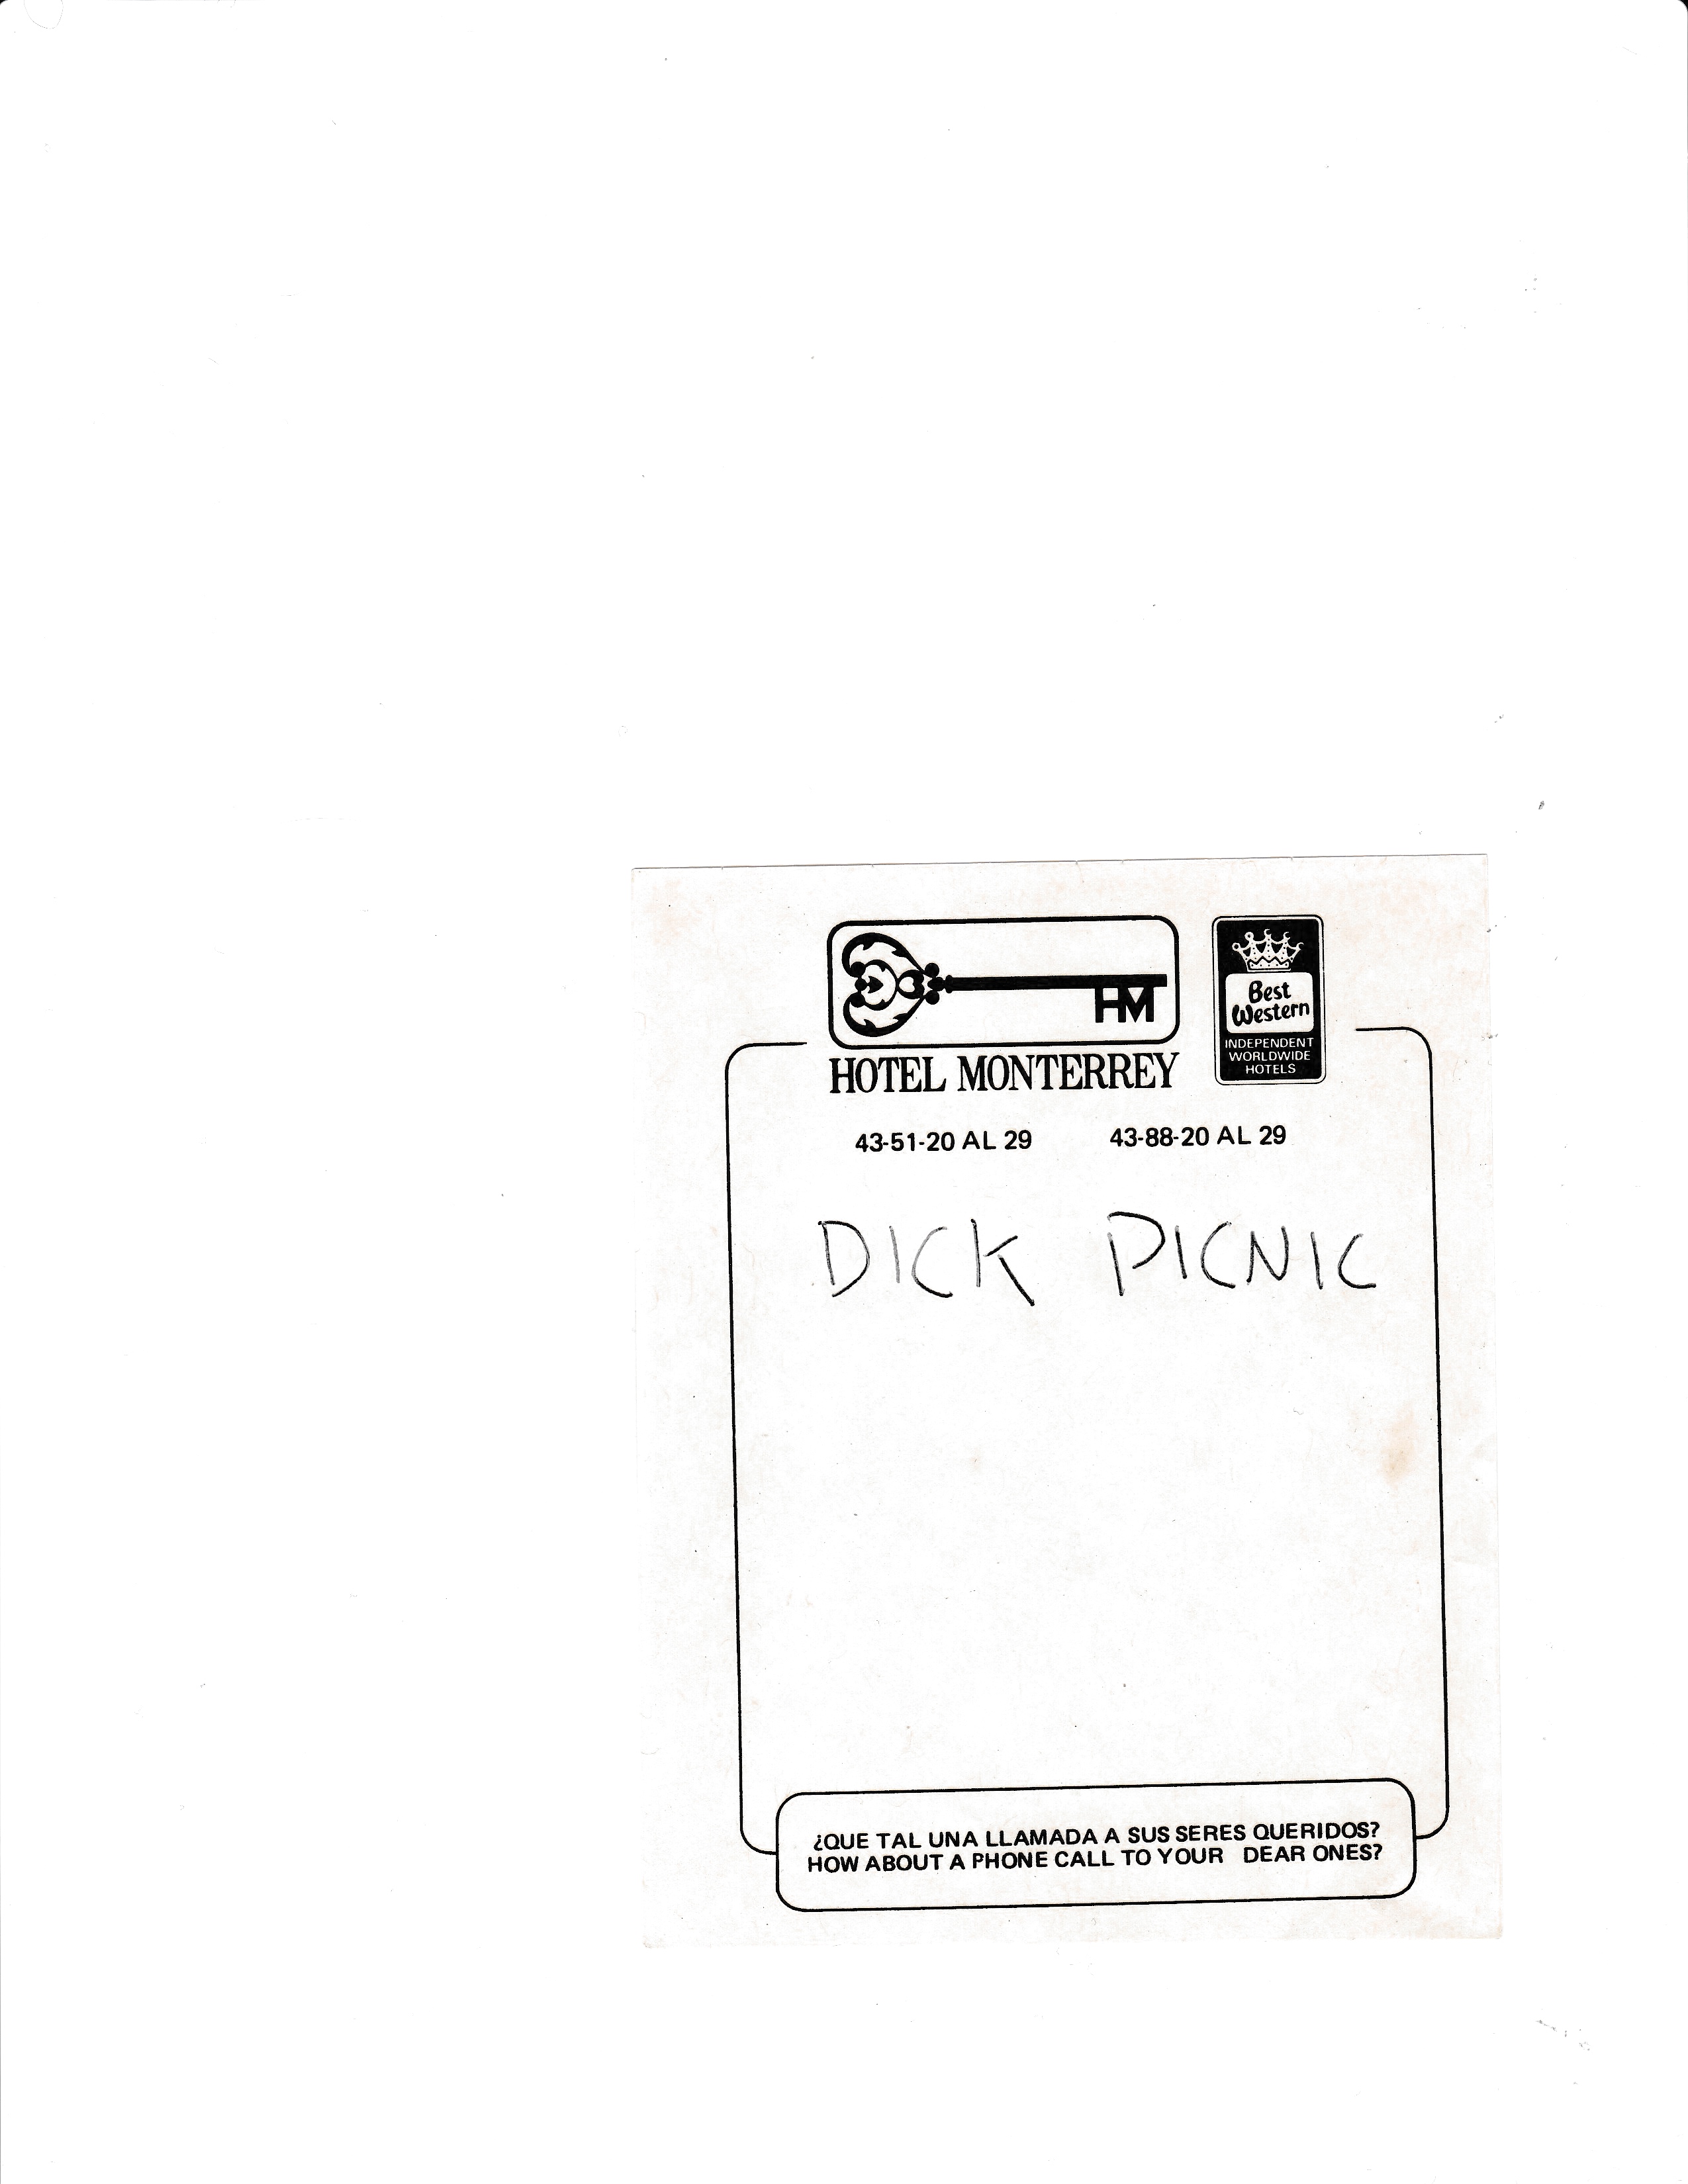 HM
Best
Western
INDEPENDENT
WORLDWIDE
HOTELS
HOTEL MONTERREY
43-51-20 AL 29 43-88-20 AL 29
DICK PICNIC
¿QUE TAL UNA LLAMADA A SUS SERES QUERIDOS?
HOW ABOUT A PHONE CALL TO YOUR DEAR ONES?